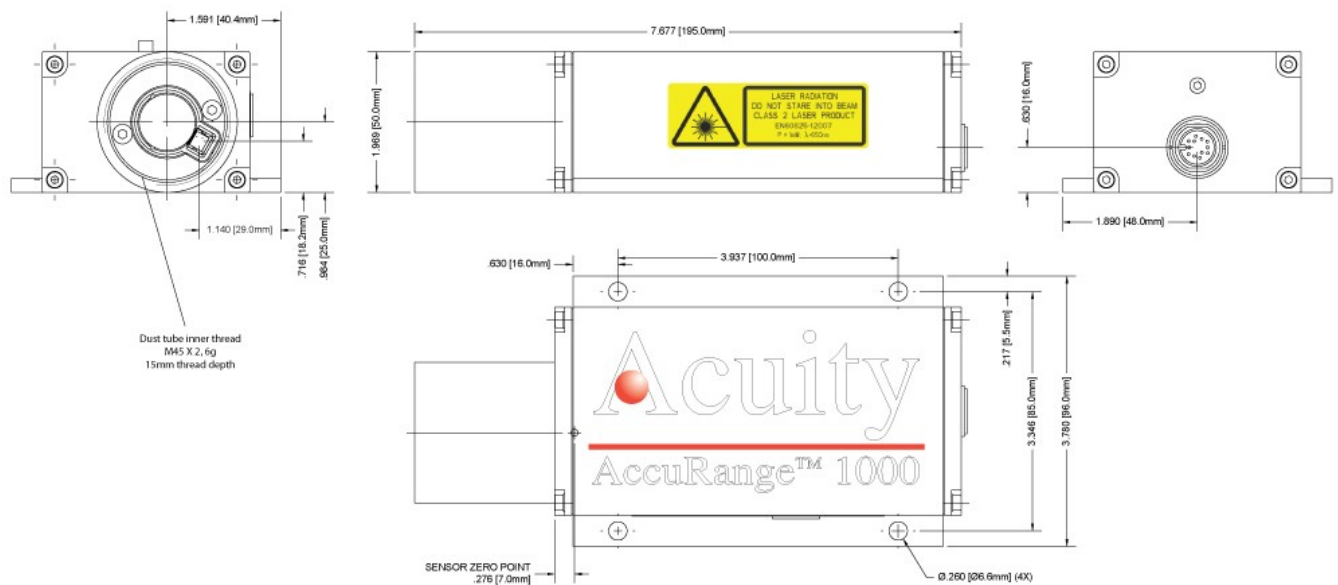 1.591 [40.4mm]
1.969 [50.0mm]
7.677 [195.0mm]
LASER RADIATION
DO NOT STARE INTO BEAM
CLASS 2 LASER PRODUCT
.630 [16.0mm]
1.890 [48.0mm]
1.140 [29.0mm]
.716 [18.2mm]
.984 [25.0mm]
Dust tube inner thread
M45 X 2, 6g
15mm thread depth
.630 [16.0mm]
3.937 [100.0mm]
.217 [5.5mm]
3.346 [85.0mm]
3.780 [96.0mm]
Acuity
AccuRange™ 1000
SENSOR ZERO POINT
.276 [7.0mm]
Ø.260 [Ø6.6mm] (4X)